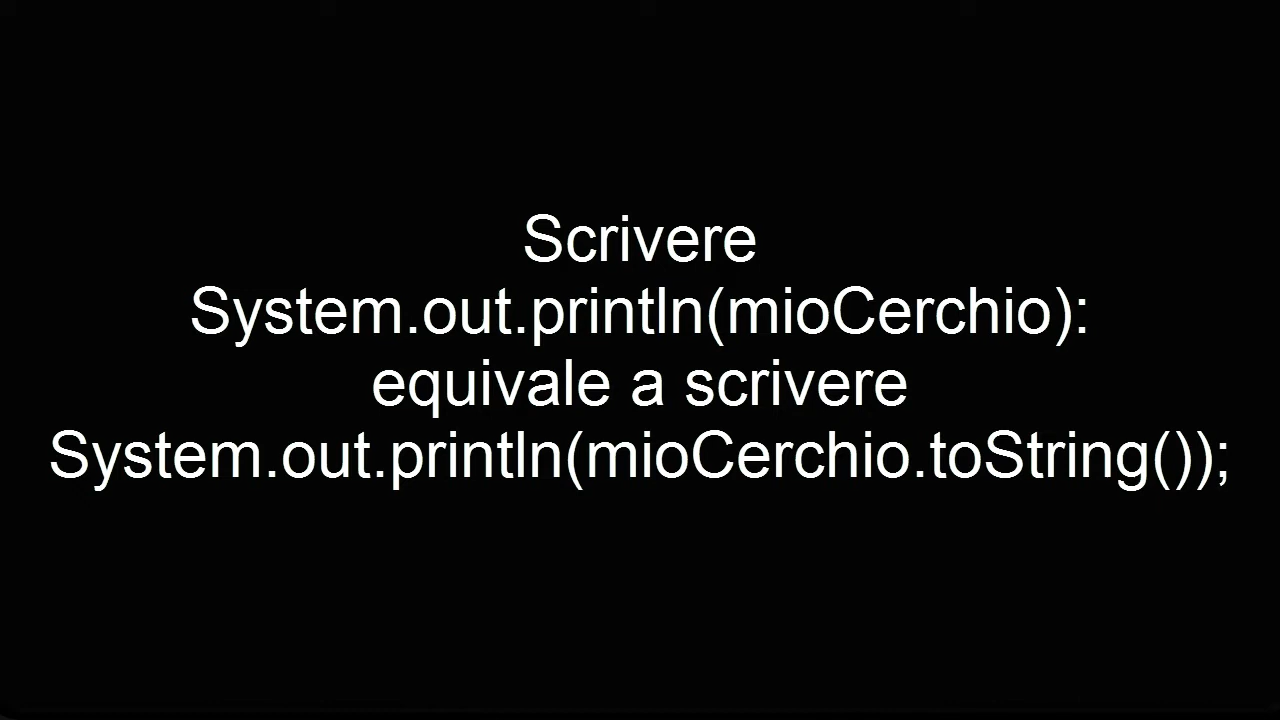 Scrivere
System.out.println(mioCerchio):
equivale a scrivere
System.out.println(mioCerchio.toString());